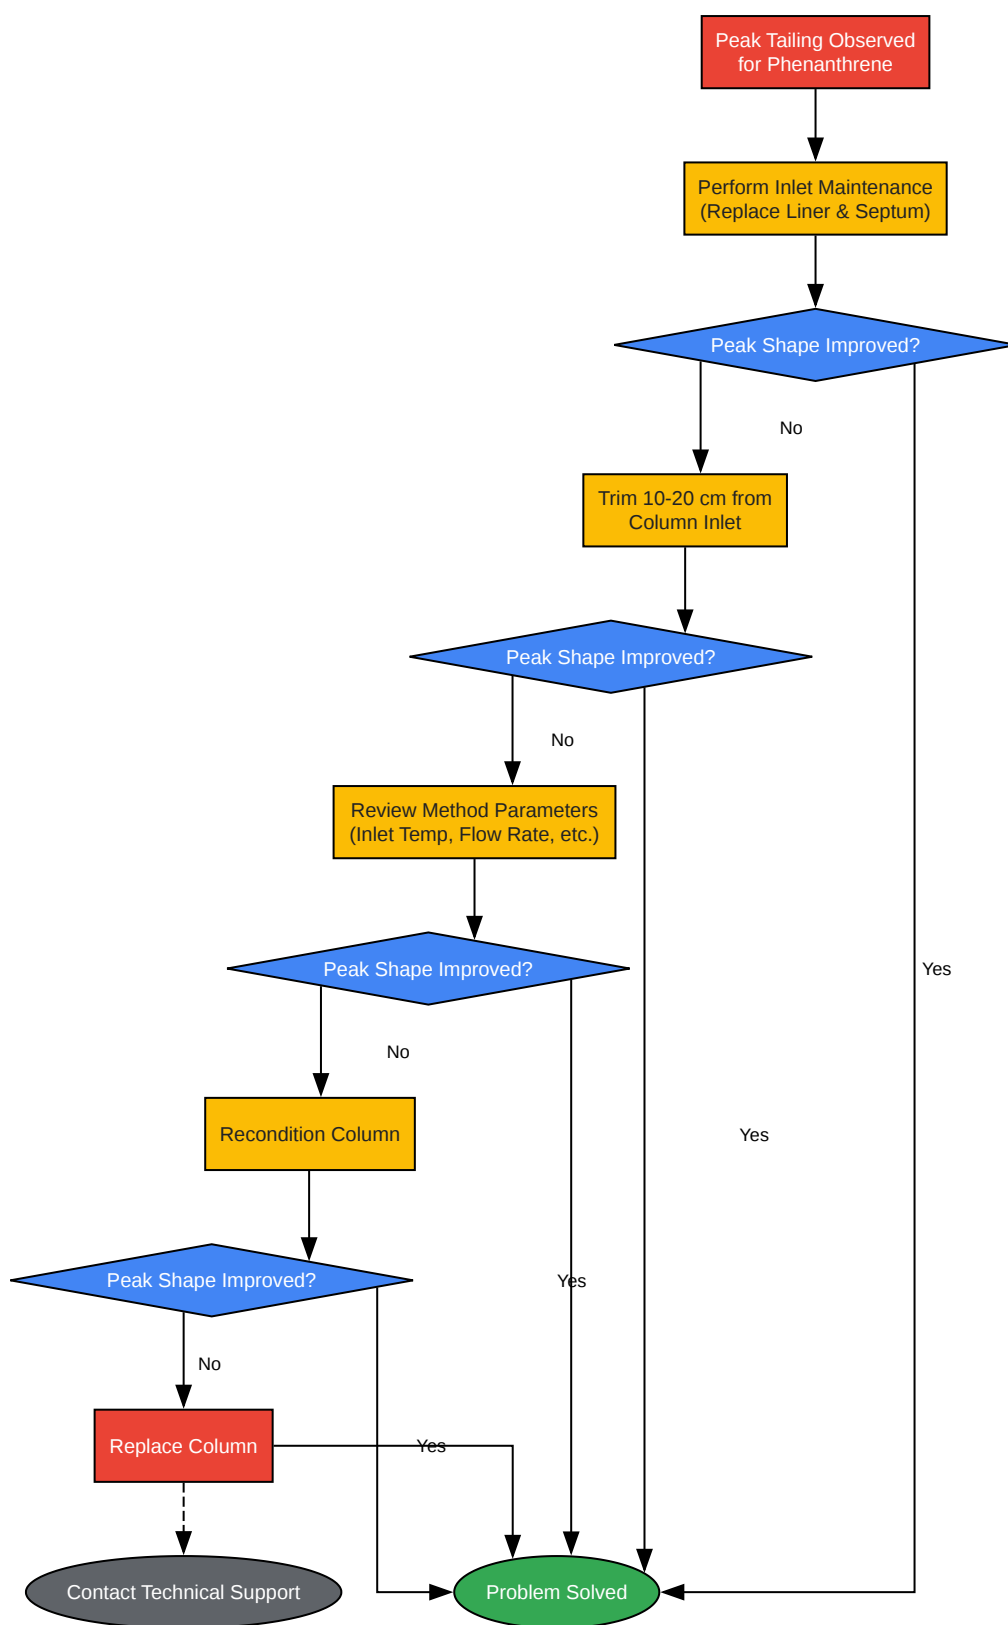 Peak Tailing Observed
for Phenanthrene
Perform Inlet Maintenance
(Replace Liner & Septum)
Peak Shape Improved?
No
Trim 10-20 cm from
Column Inlet
Peak Shape Improved?
No
Review Method Parameters
(Inlet Temp, Flow Rate, etc.)
Peak Shape Improved?
Yes
No
Recondition Column
Yes
Peak Shape Improved?
Yes
No
Replace Column
Yes
Contact Technical Support
Problem Solved